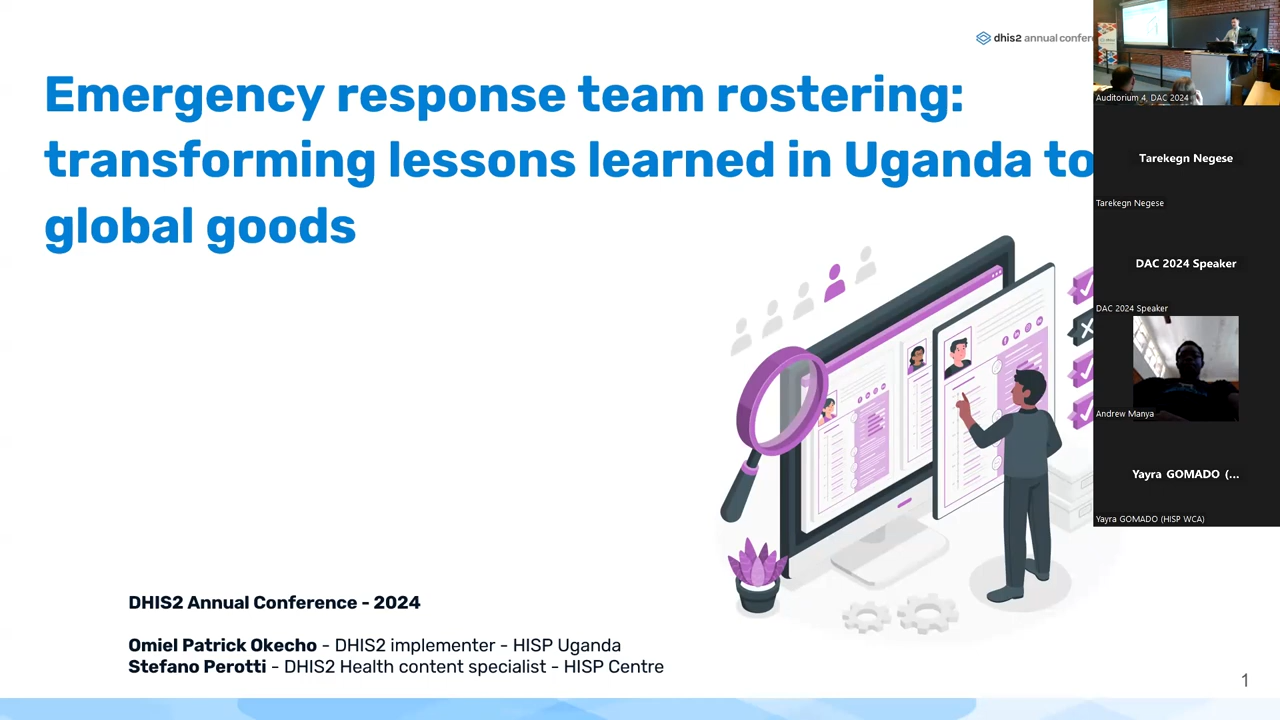 dhis2 annual confere
Emergency response team rostering:
transforming lessons learned in Uganda to
global goods
DHIS2 Annual Conference - 2024
Omiel Patrick Okecho - DHIS2 implementer - HISP Uganda
Stefano Perotti - DHIS2 Health content specialist - HISP Centre
1
Auditorium 4, DAC 2024
Tarekegn Negese
Tarekegn Negese
DAC 2024 Speaker
DAC 2024 Speaker
Andrew Manya
Yayra GOMADO (...
Yayra GOMADO (HISP WCA)